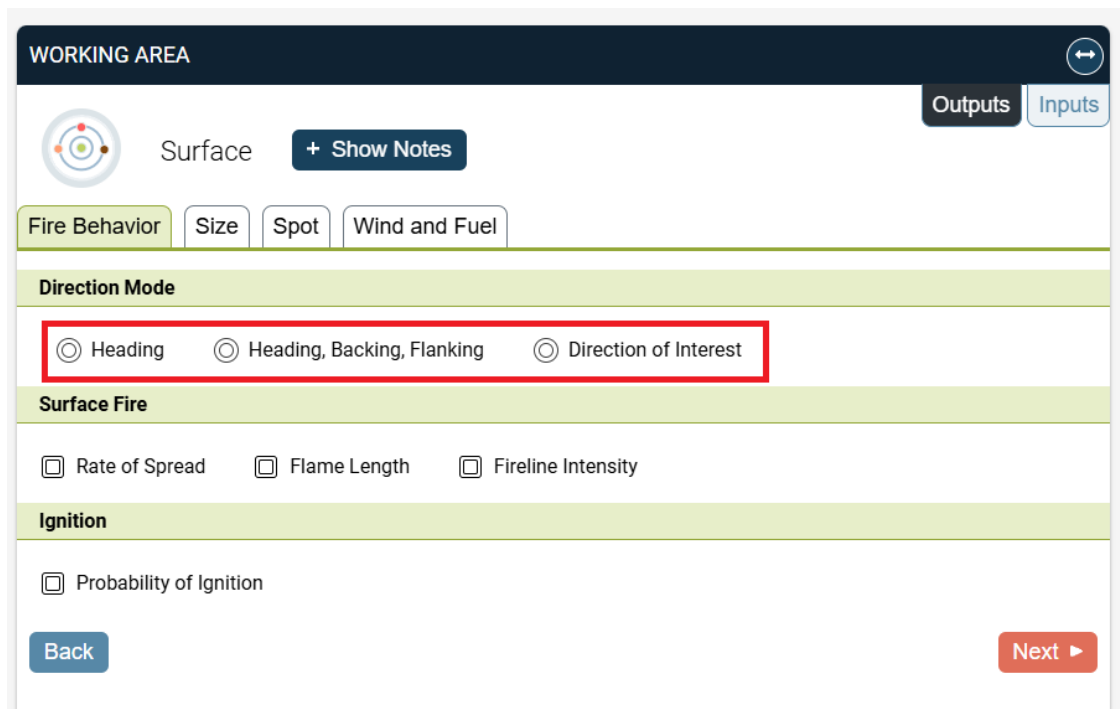 WORKING AREA
Outputs Inputs
Surface + Show Notes
Fire Behavior Size Spot Wind and Fuel
Direction Mode
Heading Heading, Backing, Flanking Direction of Interest
Surface Fire
Rate of Spread Flame Length Fireline Intensity
Ignition
Probability of Ignition
Back Next